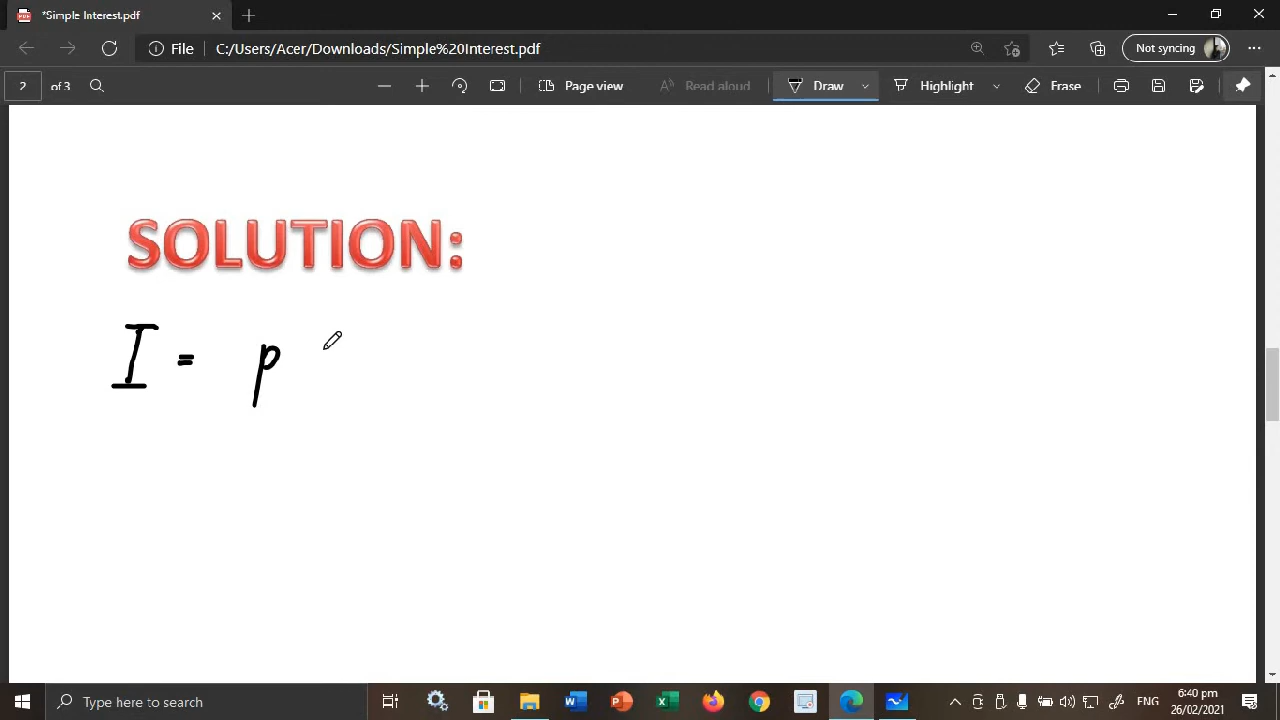 *Simple Interest.pdf
File C:/Users/Acer/Downloads/Simple%20Interest.pdf Not syncing
2 of 3 Page view Read aloud Draw Highlight Erase
SOLUTION:
I = p
Type here to search ENG 6:40 pm
26/02/2021